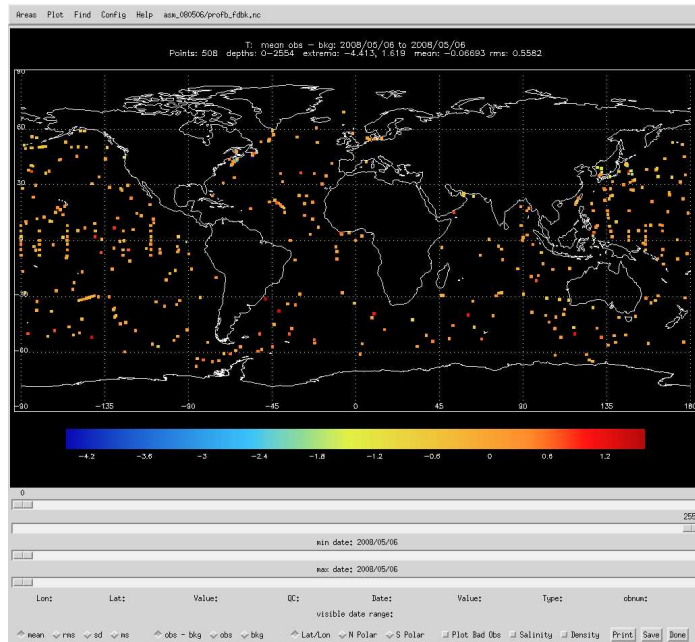 Areas Plot Find Config Help asm_080506/profb_fdbk.nc
T: mean obs - bkg: 2008/05/06 to 2008/05/06
Points: 508 depths: 0-2554 extrema: -4.413, 1.619 mean: -0.06693 rms: 0.5582
90
60
30
0
-30
-60
-90 -135 -90 -45 0 45 90 135 180
-4.2 -3.6 -3 -2.4 -1.8 -1.2 -0.6 0 0.6 1.2
0
255
min date: 2008/05/06
max date: 2008/05/06
Lon: Lat: Value: QC: Date: Value: Type: obnum:
visible date range:
mean rms sd ms obs - bkg obs bkg Lat/Lon N Polar S Polar Plot Bad Obs Salinity Density Print Save Done